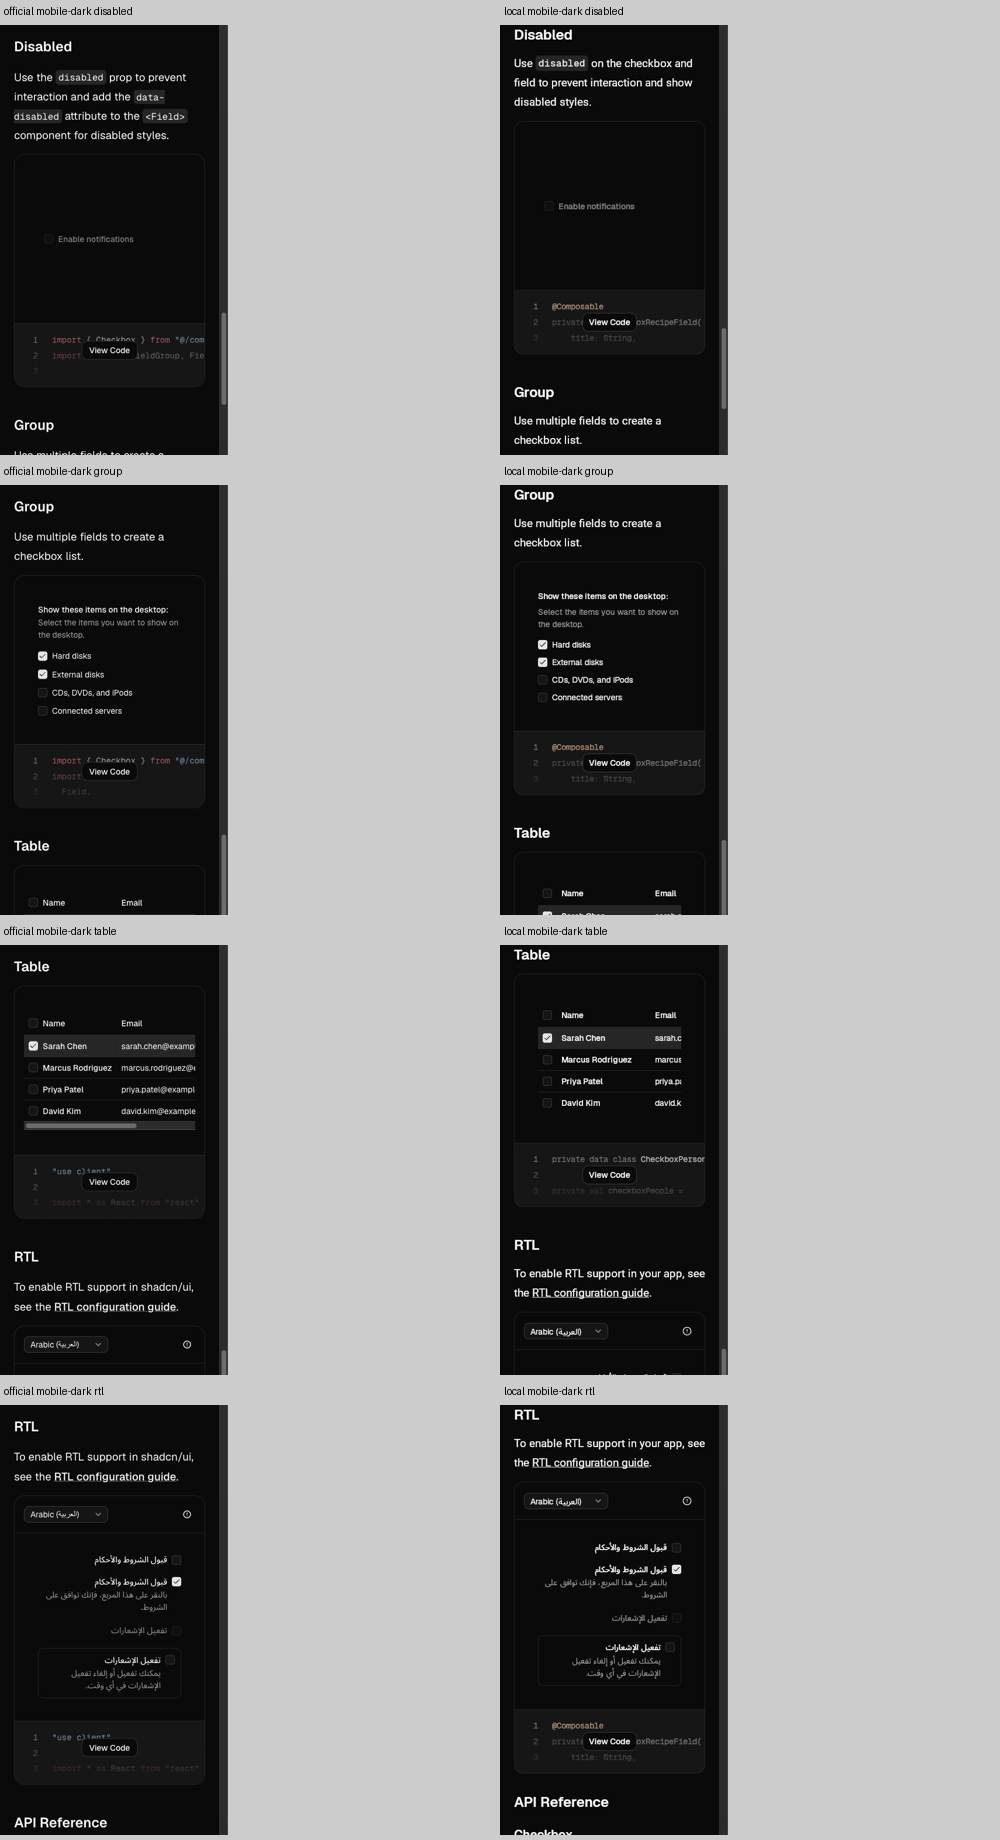 official mobile-dark disabled
Disabled
Use the disabled prop to prevent
interaction and add the data-
disabled attribute to the <Field>
component for disabled styles.
Enable notifications
1 import { Checkbox } from "@/com
2 import ieldGroup, Fie
3
View Code
Group
Use multiple fields to create a
local mobile-dark disabled
Disabled
Use disabled on the checkbox and
field to prevent interaction and show
disabled styles.
Enable notifications
1 @Composable
2 private oxRecipeField(
3 title: String,
View Code
Group
Use multiple fields to create a
checkbox list.
official mobile-dark group
Group
Use multiple fields to create a
checkbox list.
Show these items on the desktop:
Select the items you want to show on
the desktop.
Hard disks
External disks
CDs, DVDs, and iPods
Connected servers
1 import { Checkbox } from "@/com
2 import
3 Field,
View Code
Table
Name Email
local mobile-dark group
Group
Use multiple fields to create a
checkbox list.
Show these items on the desktop:
Select the items you want to show on
the desktop.
Hard disks
External disks
CDs, DVDs, and iPods
Connected servers
1 @Composable
2 private oxRecipeField(
3 title: String,
View Code
Table
Name Email
Sarah Chen sarah.c
official mobile-dark table
Table
Name Email
Sarah Chen sarah.chen@exampl
Marcus Rodriguez marcus.rodriguez@e
Priya Patel priya.patel@exampl
David Kim david.kim@example
1 "use client"
2
3 import * as React from "react"
View Code
RTL
To enable RTL support in shadcn/ui,
see the RTL configuration guide.
Arabic (العربية)
local mobile-dark table
Table
Name Email
Sarah Chen sarah.c
Marcus Rodriguez marcus
Priya Patel priya.pa
David Kim david.k
1 private data class CheckboxPerson
2
3 private val checkboxPeople =
View Code
RTL
To enable RTL support in your app, see
the RTL configuration guide.
Arabic (العربية)
official mobile-dark rtl
RTL
To enable RTL support in shadcn/ui,
see the RTL configuration guide.
Arabic (العربية)
قبول الشروط والأحكام
قبول الشروط والأحكام
بالنقر على هذا المربع، فإنك توافق على
الشروط.
تفعيل الإشعارات
تفعيل الإشعارات
يمكنك تفعيل أو إلغاء تفعيل
الإشعارات في أي وقت.
1 "use client"
2
3 import * as React from "react"
View Code
API Reference
local mobile-dark rtl
RTL
To enable RTL support in your app, see
the RTL configuration guide.
Arabic (العربية)
قبول الشروط والأحكام
قبول الشروط والأحكام
بالنقر على هذا المربع، فإنك توافق على
الشروط.
تفعيل الإشعارات
تفعيل الإشعارات
يمكنك تفعيل أو إلغاء تفعيل
الإشعارات في أي وقت.
1 @Composable
2 private oxRecipeField(
3 title: String,
View Code
API Reference
Checkbox